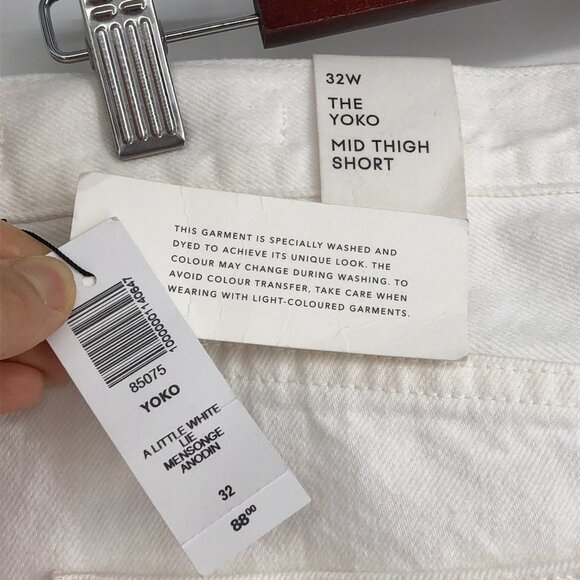 32W
THE
YOKO
MID THIGH
SHORT
THIS GARMENT IS SPECIALLY WASHED AND
DYED TO ACHIEVE ITS UNIQUE LOOK. THE
COLOUR MAY CHANGE DURING WASHING. TO
AVOID COLOUR TRANSFER, TAKE CARE WHEN
WEARING WITH LIGHT-COLOURED GARMENTS.
10000001140647
85075
YOKO
A LITTLE WHITE
LIE
MENSONGE
ANODIN
32
88.00